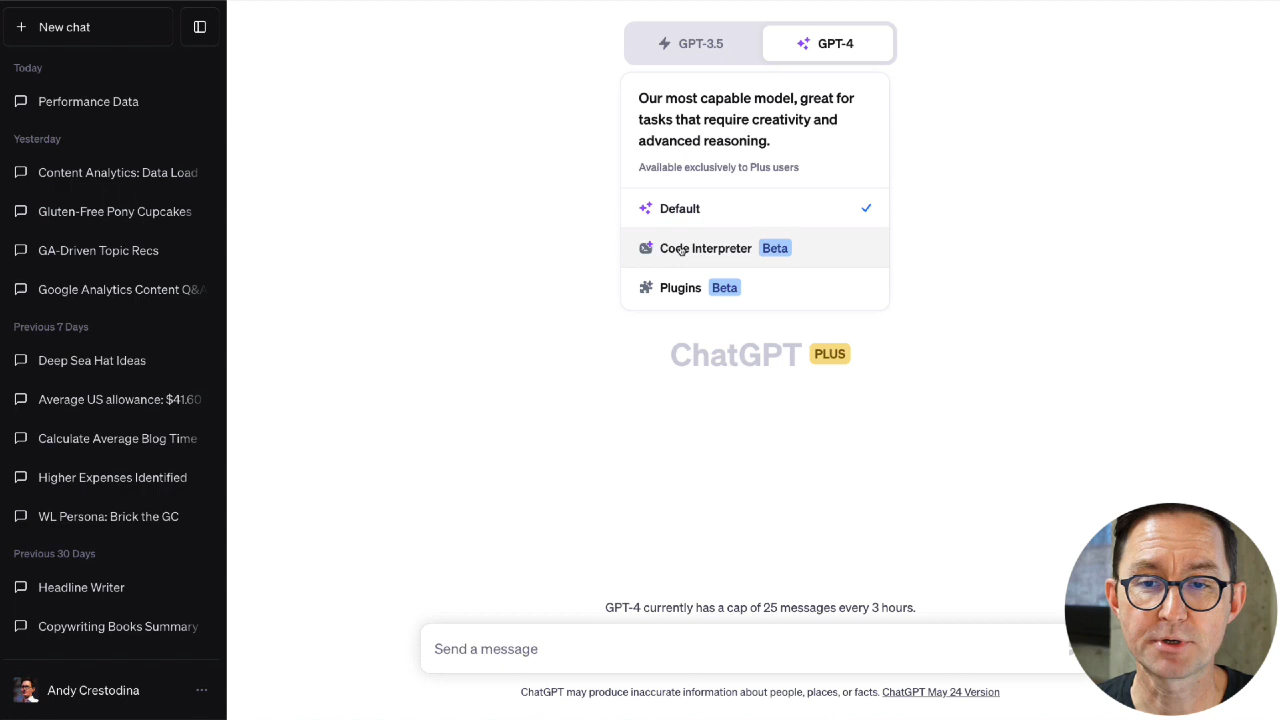 New chat
Today
Performance Data
Yesterday
Content Analytics: Data Load
Gluten-Free Pony Cupcakes
GA-Driven Topic Recs
Google Analytics Content Q&A
Previous 7 Days
Deep Sea Hat Ideas
Average US allowance: $41.60
Calculate Average Blog Time
Higher Expenses Identified
WL Persona: Brick the GC
Previous 30 Days
Headline Writer
Copywriting Books Summary
Andy Crestodina
GPT-3.5
GPT-4
Our most capable model, great for
tasks that require creativity and
advanced reasoning.
Available exclusively to Plus users
Default
Code Interpreter Beta
Plugins Beta
ChatGPT PLUS
GPT-4 currently has a cap of 25 messages every 3 hours.
Send a message
ChatGPT may produce inaccurate information about people, places, or facts. ChatGPT May 24 Version